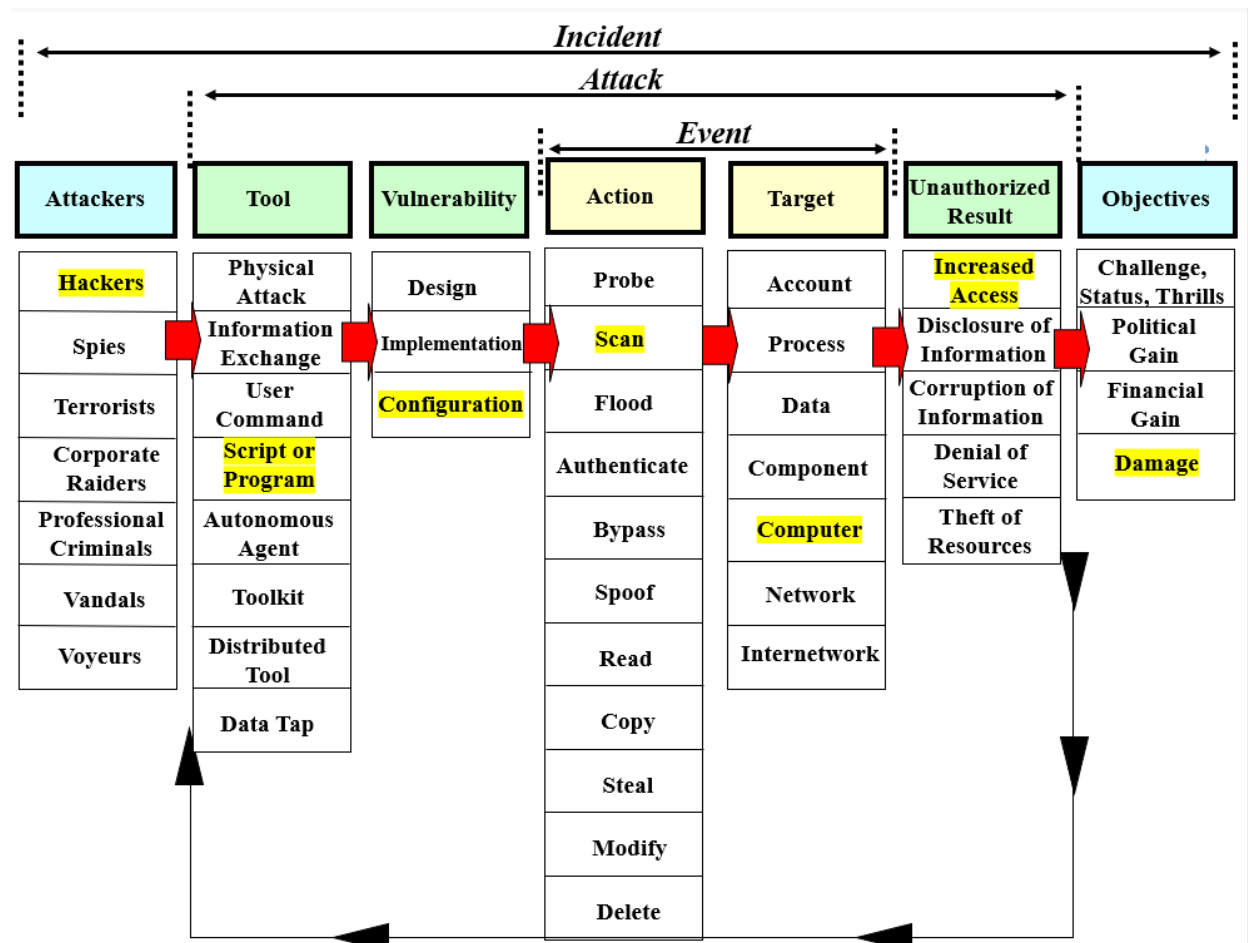 Incident
Attack
Event
Attackers
Tool
Vulnerability
Action
Target
Unauthorized
Result
Objectives
Hackers
Spies
Terrorists
Corporate
Raiders
Professional
Criminals
Vandals
Voyeurs
Physical
Attack
Information
Exchange
User
Command
Script or
Program
Autonomous
Agent
Toolkit
Distributed
Tool
Data Tap
Design
Implementation
Configuration
Probe
Scan
Flood
Authenticate
Bypass
Spoof
Read
Copy
Steal
Modify
Delete
Account
Process
Data
Component
Computer
Network
Internetwork
Increased
Access
Disclosure of
Information
Corruption of
Information
Denial of
Service
Theft of
Resources
Challenge,
Status, Thrills
Political
Gain
Financial
Gain
Damage